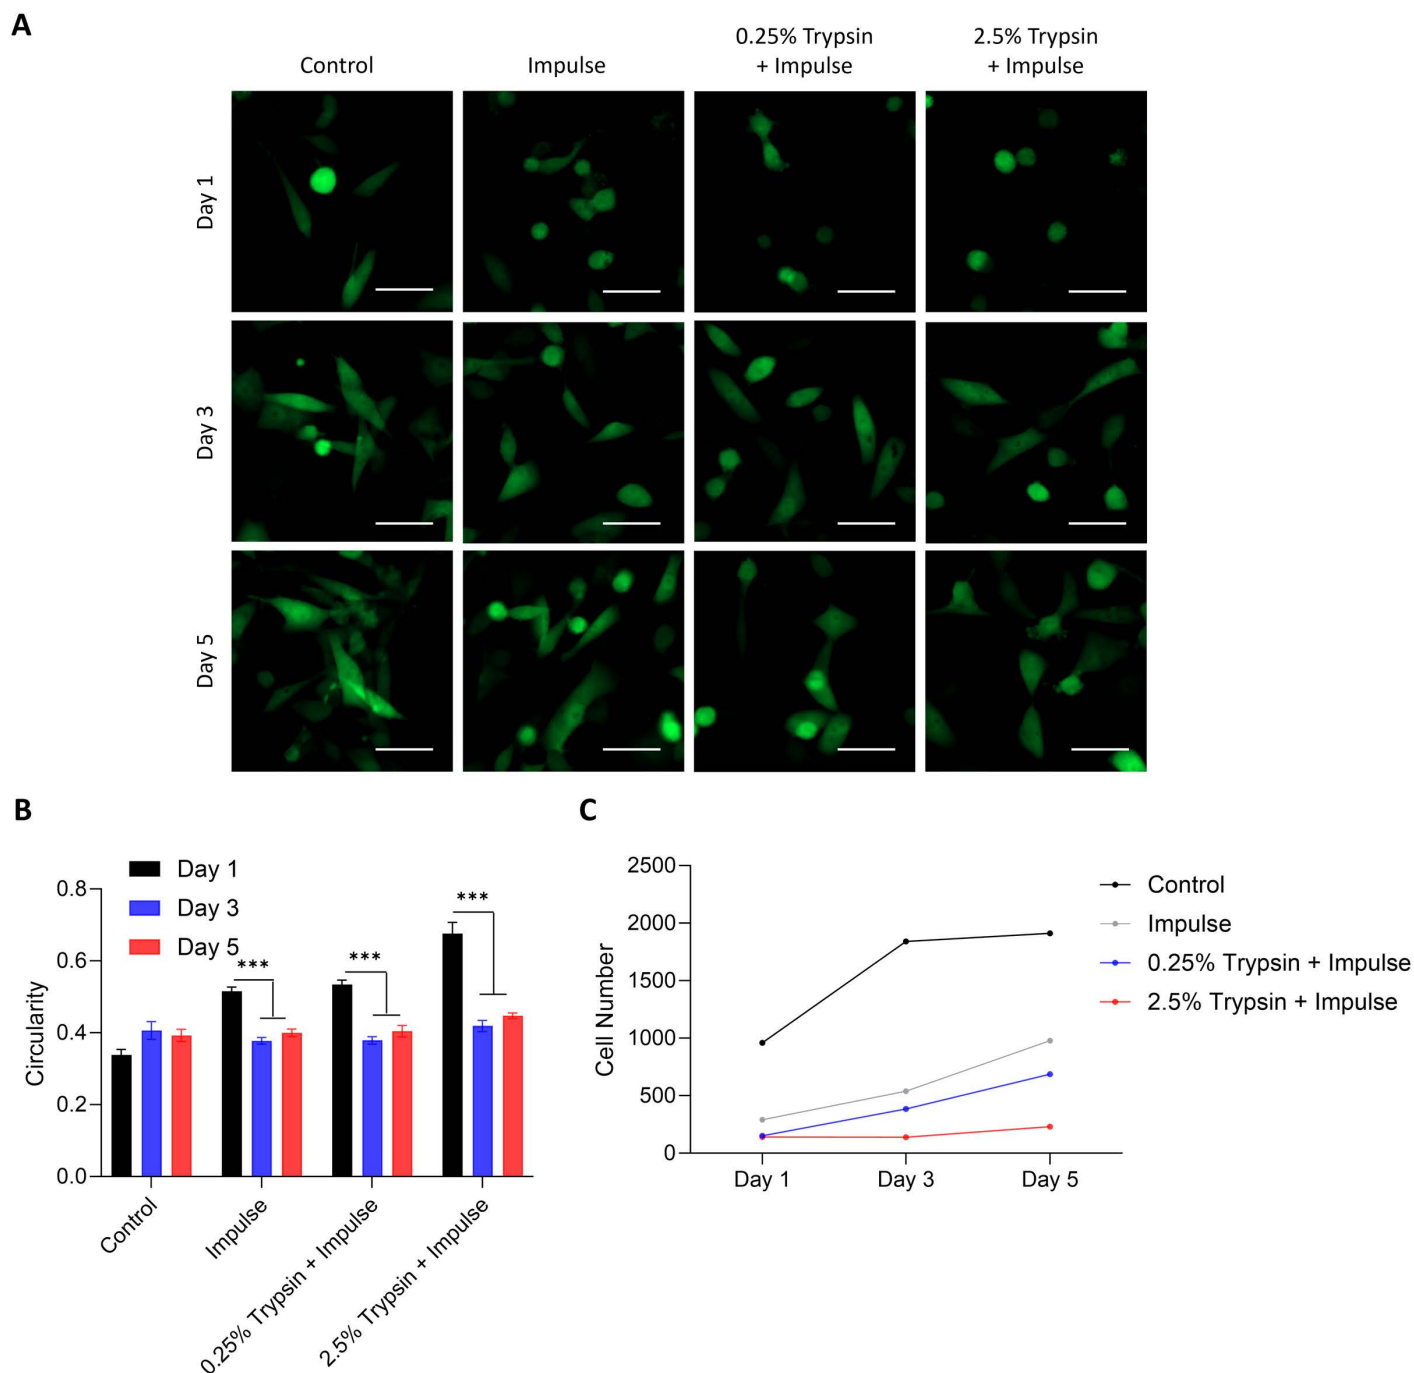 A
Control
Impulse
0.25% Trypsin
+ Impulse
2.5% Trypsin
+ Impulse
Day 1
Day 3
Day 5
B
Day 1
Day 3
Day 5
0.8
0.6
0.4
0.2
0.0
Circularity
***
***
***
Control
Impulse
0.25% Trypsin + Impulse
2.5% Trypsin + Impulse
C
2500
2000
1500
1000
500
0
Cell Number
Day 1
Day 3
Day 5
Control
Impulse
0.25% Trypsin + Impulse
2.5% Trypsin + Impulse